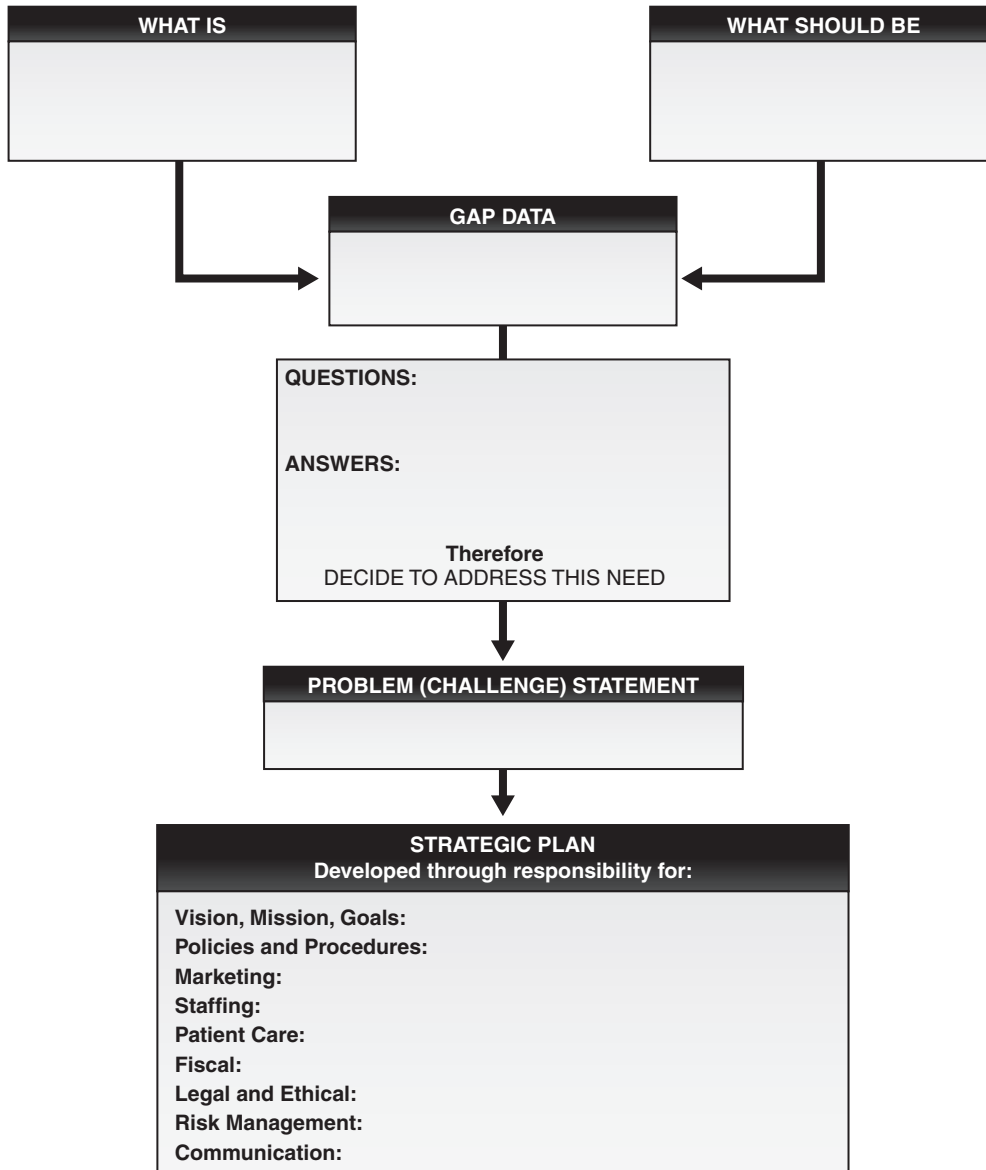 WHAT IS
WHAT SHOULD BE
GAP DATA
QUESTIONS:
ANSWERS:
Therefore
DECIDE TO ADDRESS THIS NEED
PROBLEM (CHALLENGE) STATEMENT
STRATEGIC PLAN
Developed through responsibility for:
Vision, Mission, Goals:
Policies and Procedures:
Marketing:
Staffing:
Patient Care:
Fiscal:
Legal and Ethical:
Risk Management:
Communication: